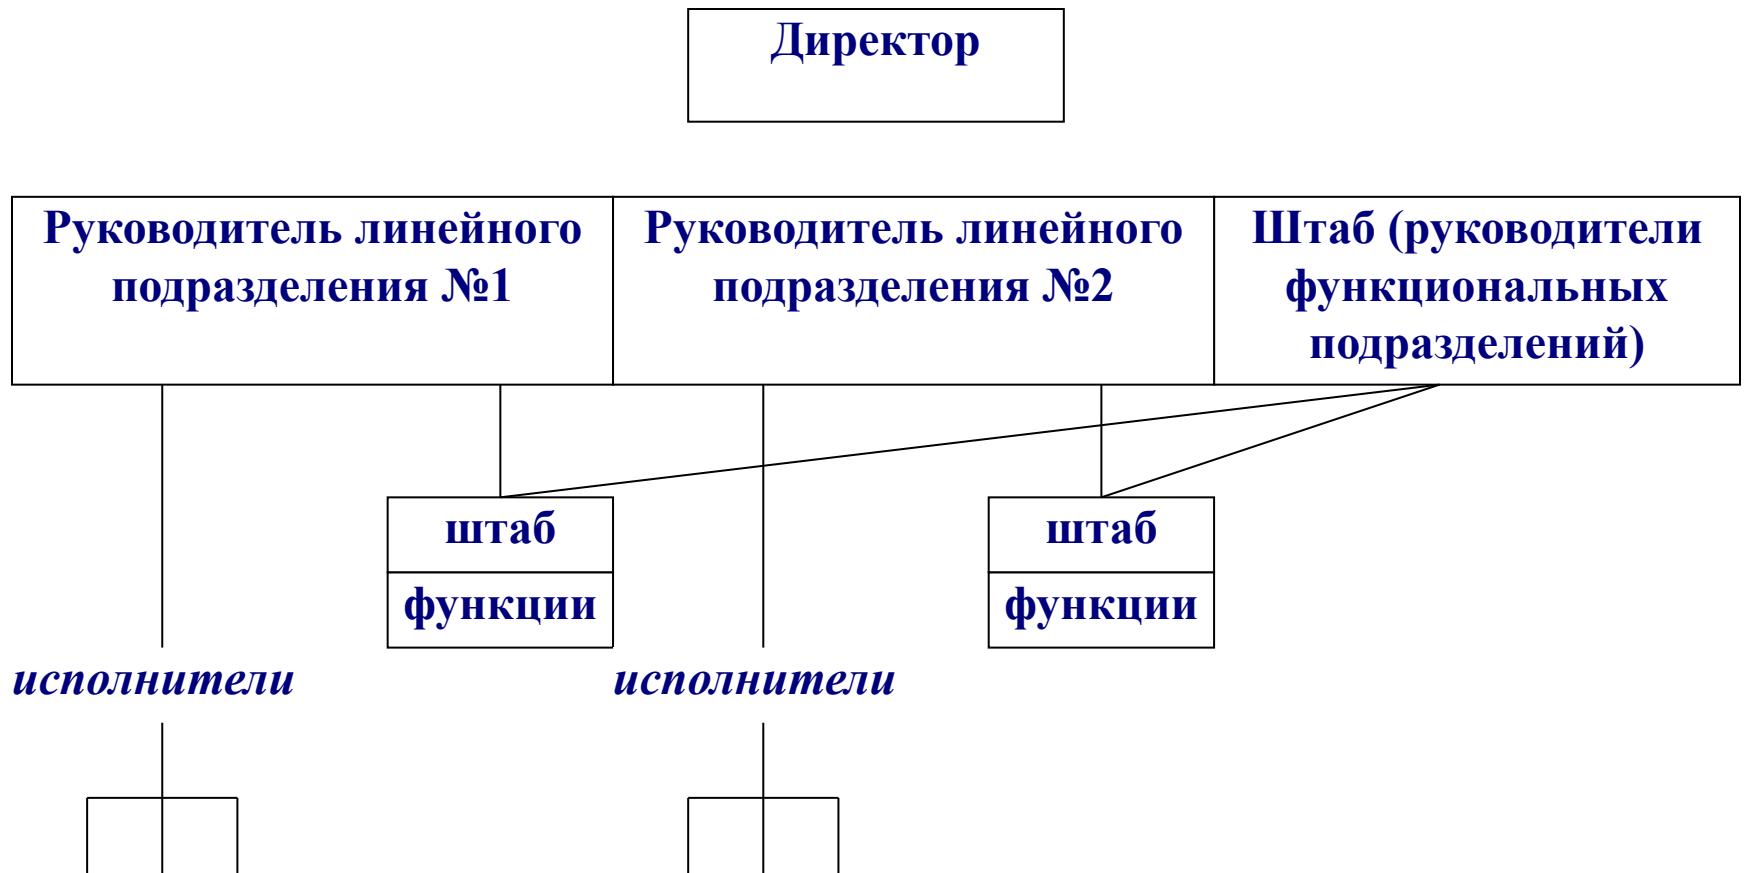 Директор
Руководитель линейного
подразделения №1
Руководитель линейного
подразделения №2
Штаб (руководители
функциональных
подразделений)
штаб
функции
штаб
функции
исполнители
исполнители